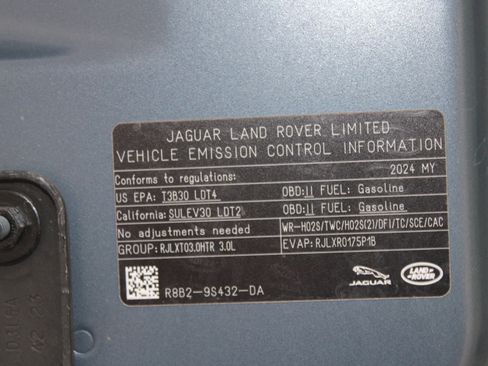 JAGUAR LAND ROVER LIMITED
VEHICLE EMISSION CONTROL INFORMATION
Conforms to regulations: 2024 MY
US EPA: T3B30 LDT4 OBD:II FUEL: Gasoline
California: SULEV30 LDT2 OBD:II FUEL: Gasoline
No adjustments needed WR-HO2S/TWC/HO2S(2)/DFI/TC/SCE/CAC
GROUP: RJLXT03.0HTR 3.0L EVAP: RJLXR0175P1B
R8B2-9S432-DA
JAGUAR
LAND ROVER